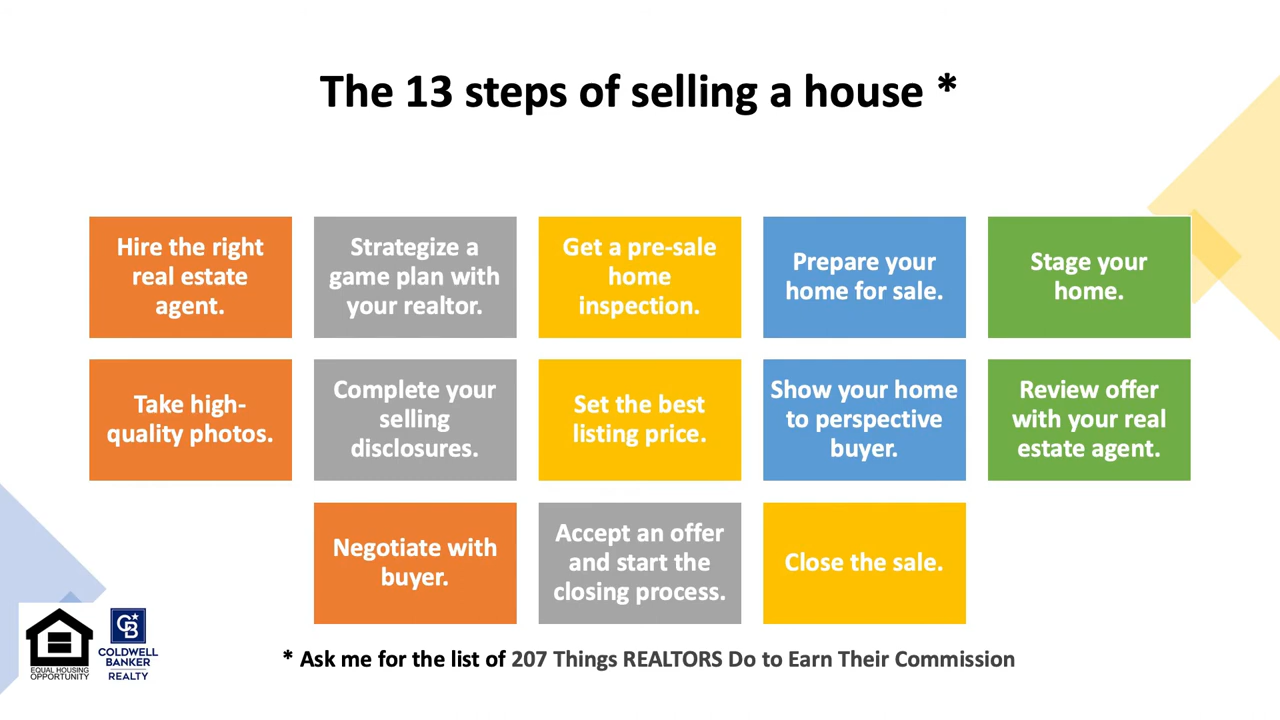 The 13 steps of selling a house *
Hire the right
real estate
agent.
Strategize a
game plan with
your realtor.
Get a pre-sale
home
inspection.
Prepare your
home for sale.
Stage your
home.
Take high-
quality photos.
Complete your
selling
disclosures.
Set the best
listing price.
Show your home
to perspective
buyer.
Review offer
with your real
estate agent.
Negotiate with
buyer.
Accept an offer
and start the
closing process.
Close the sale.
EQUAL HOUSING
OPPORTUNITY
CB
COLDWELL
BANKER
REALTY
* Ask me for the list of 207 Things REALTORS Do to Earn Their Commission